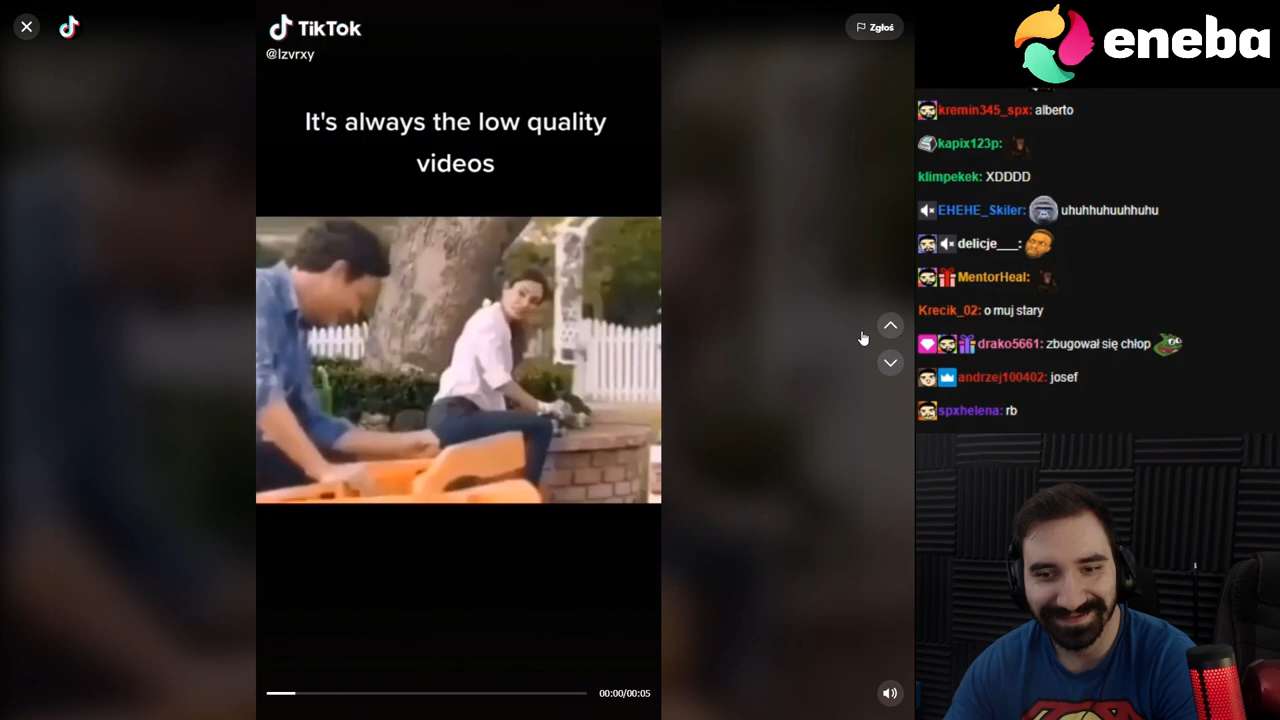 TikTok
@lzvrxy
Zgłoś
It's always the low quality
videos
00:00/00:05
eneba
kremin345_spx: alberto
kapix123p:
klimpekek: XDDDD
EHEHE_Skiler: uhuhhuhuuhhuhu
delicje___:
MentorHeal:
Krecik_02: o muj stary
drako5661: zbugował się chłop
andrzej100402: josef
spxhelena: rb